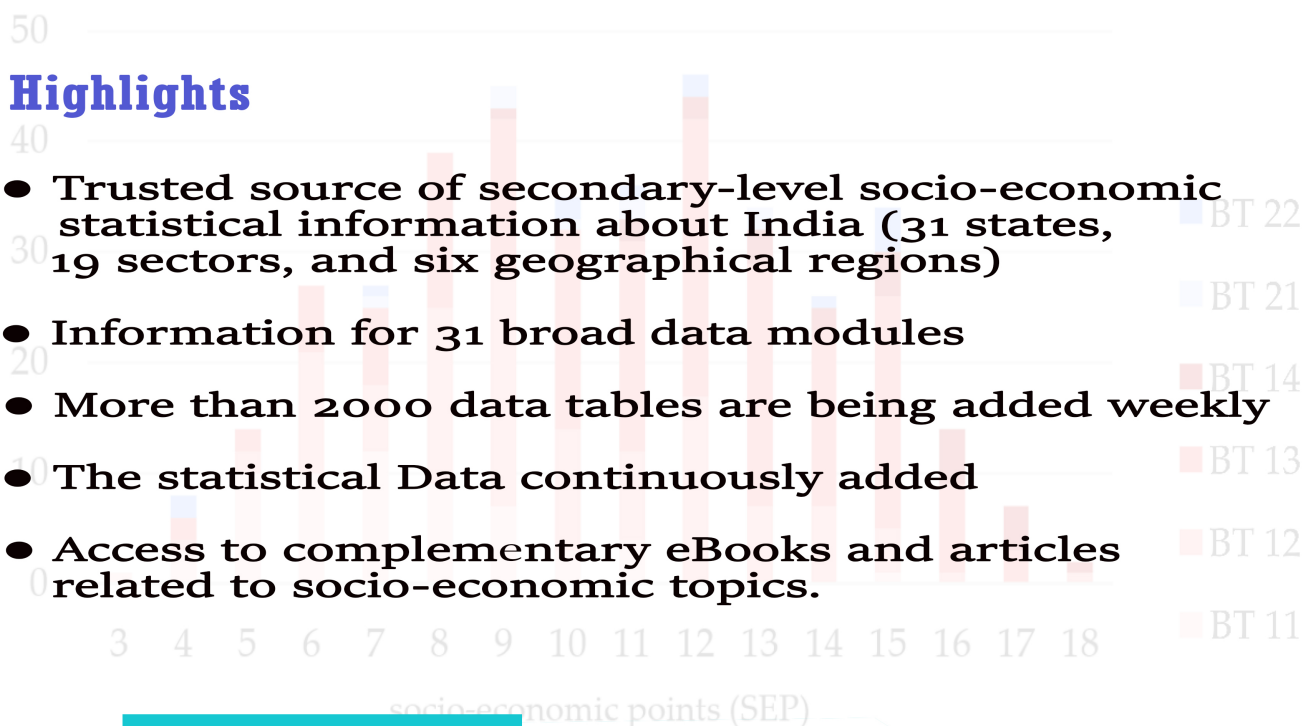 50
Highlights
40
• Trusted source of secondary-level socio-economic
statistical information about India (31 states,
BT 22
30
19 sectors, and six geographical regions)
BT 21
• Information for 31 broad data modules
20
BT 14
• More than 2000 data tables are being added weekly
10
BT 13
• The statistical Data continuously added
BT 12
• Access to complementary eBooks and articles
0
related to socio-economic topics.
BT 11
3 4 5 6 7 8 9 10 11 12 13 14 15 16 17 18
socio-economic points (SEP)